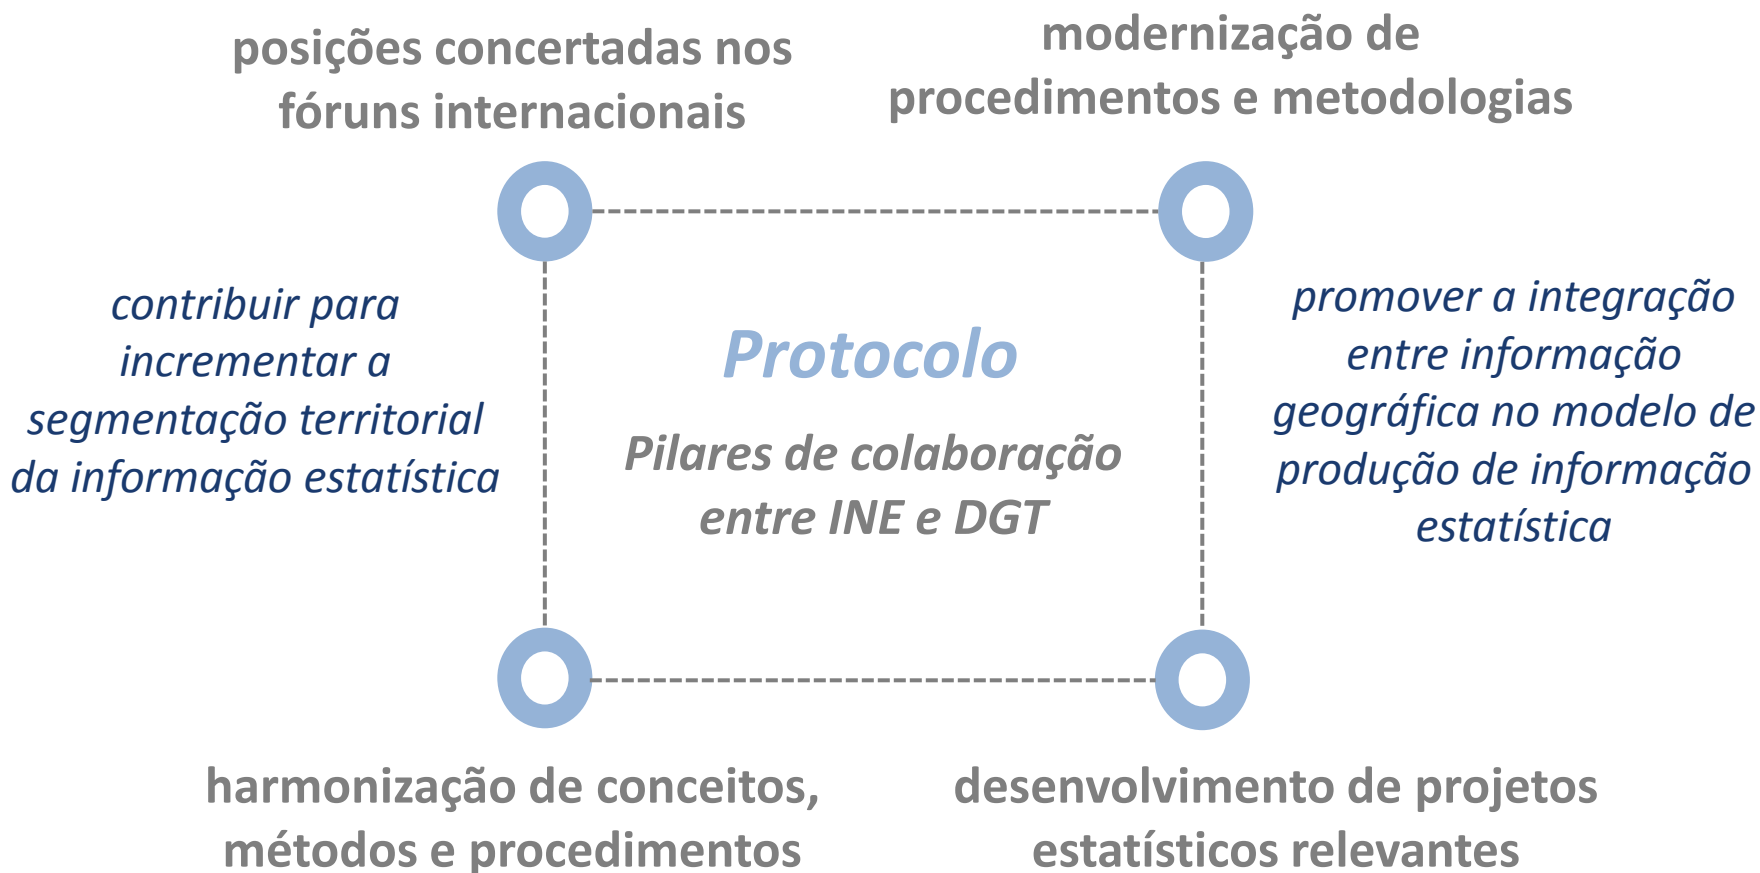 posições concertadas nos
fóruns internacionais
modernização de
procedimentos e metodologias
contribuir para
incrementar a
segmentação territorial
da informação estatística
Protocolo
Pilares de colaboração
entre INE e DGT
promover a integração
entre informação
geográfica no modelo de
produção de informação
estatística
harmonização de conceitos,
métodos e procedimentos
desenvolvimento de projetos
estatísticos relevantes